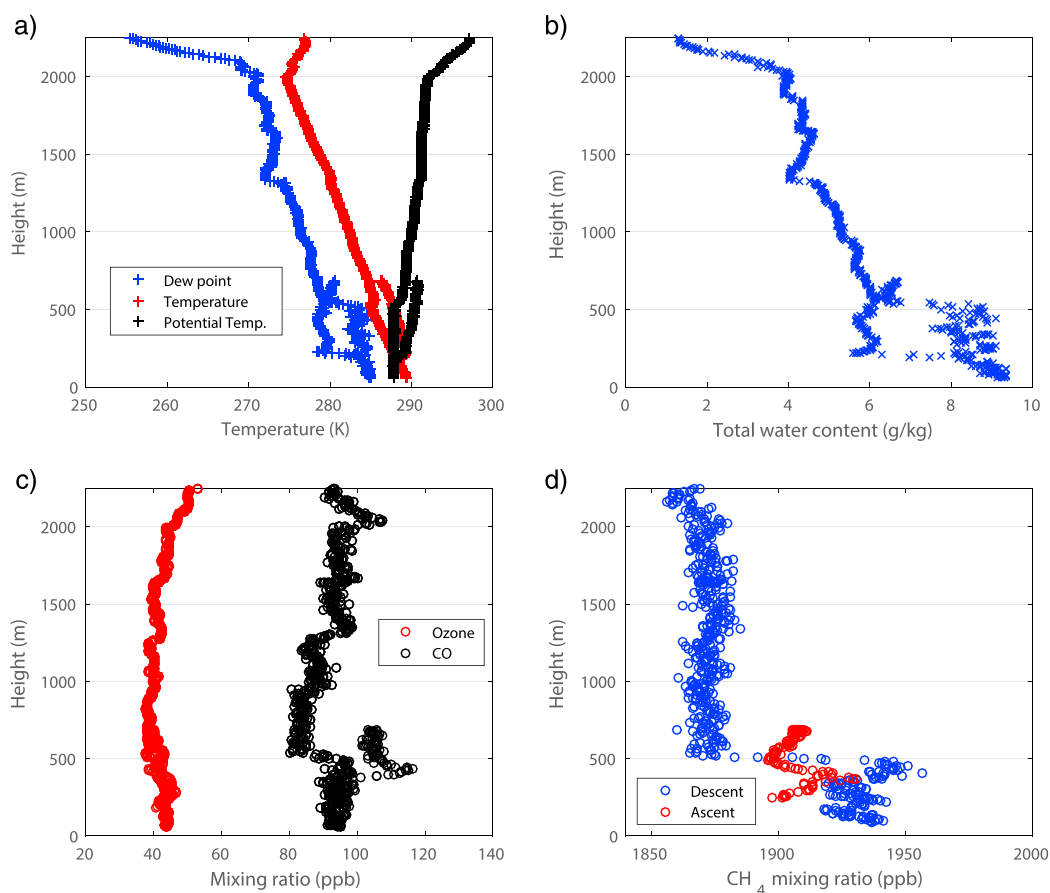 a)
Height (m)
2000
1500
1000
500
0
250
260
270
280
290
300
Temperature (K)
Dew point
Temperature
Potential Temp.
b)
Height (m)
2000
1500
1000
500
0
0
2
4
6
8
10
Total water content (g/kg)
c)
Height (m)
2000
1500
1000
500
0
20
40
60
80
100
120
140
Mixing ratio (ppb)
Ozone
CO
d)
Height (m)
2000
1500
1000
500
0
1850
1900
1950
2000
CH4 mixing ratio (ppb)
Descent
Ascent